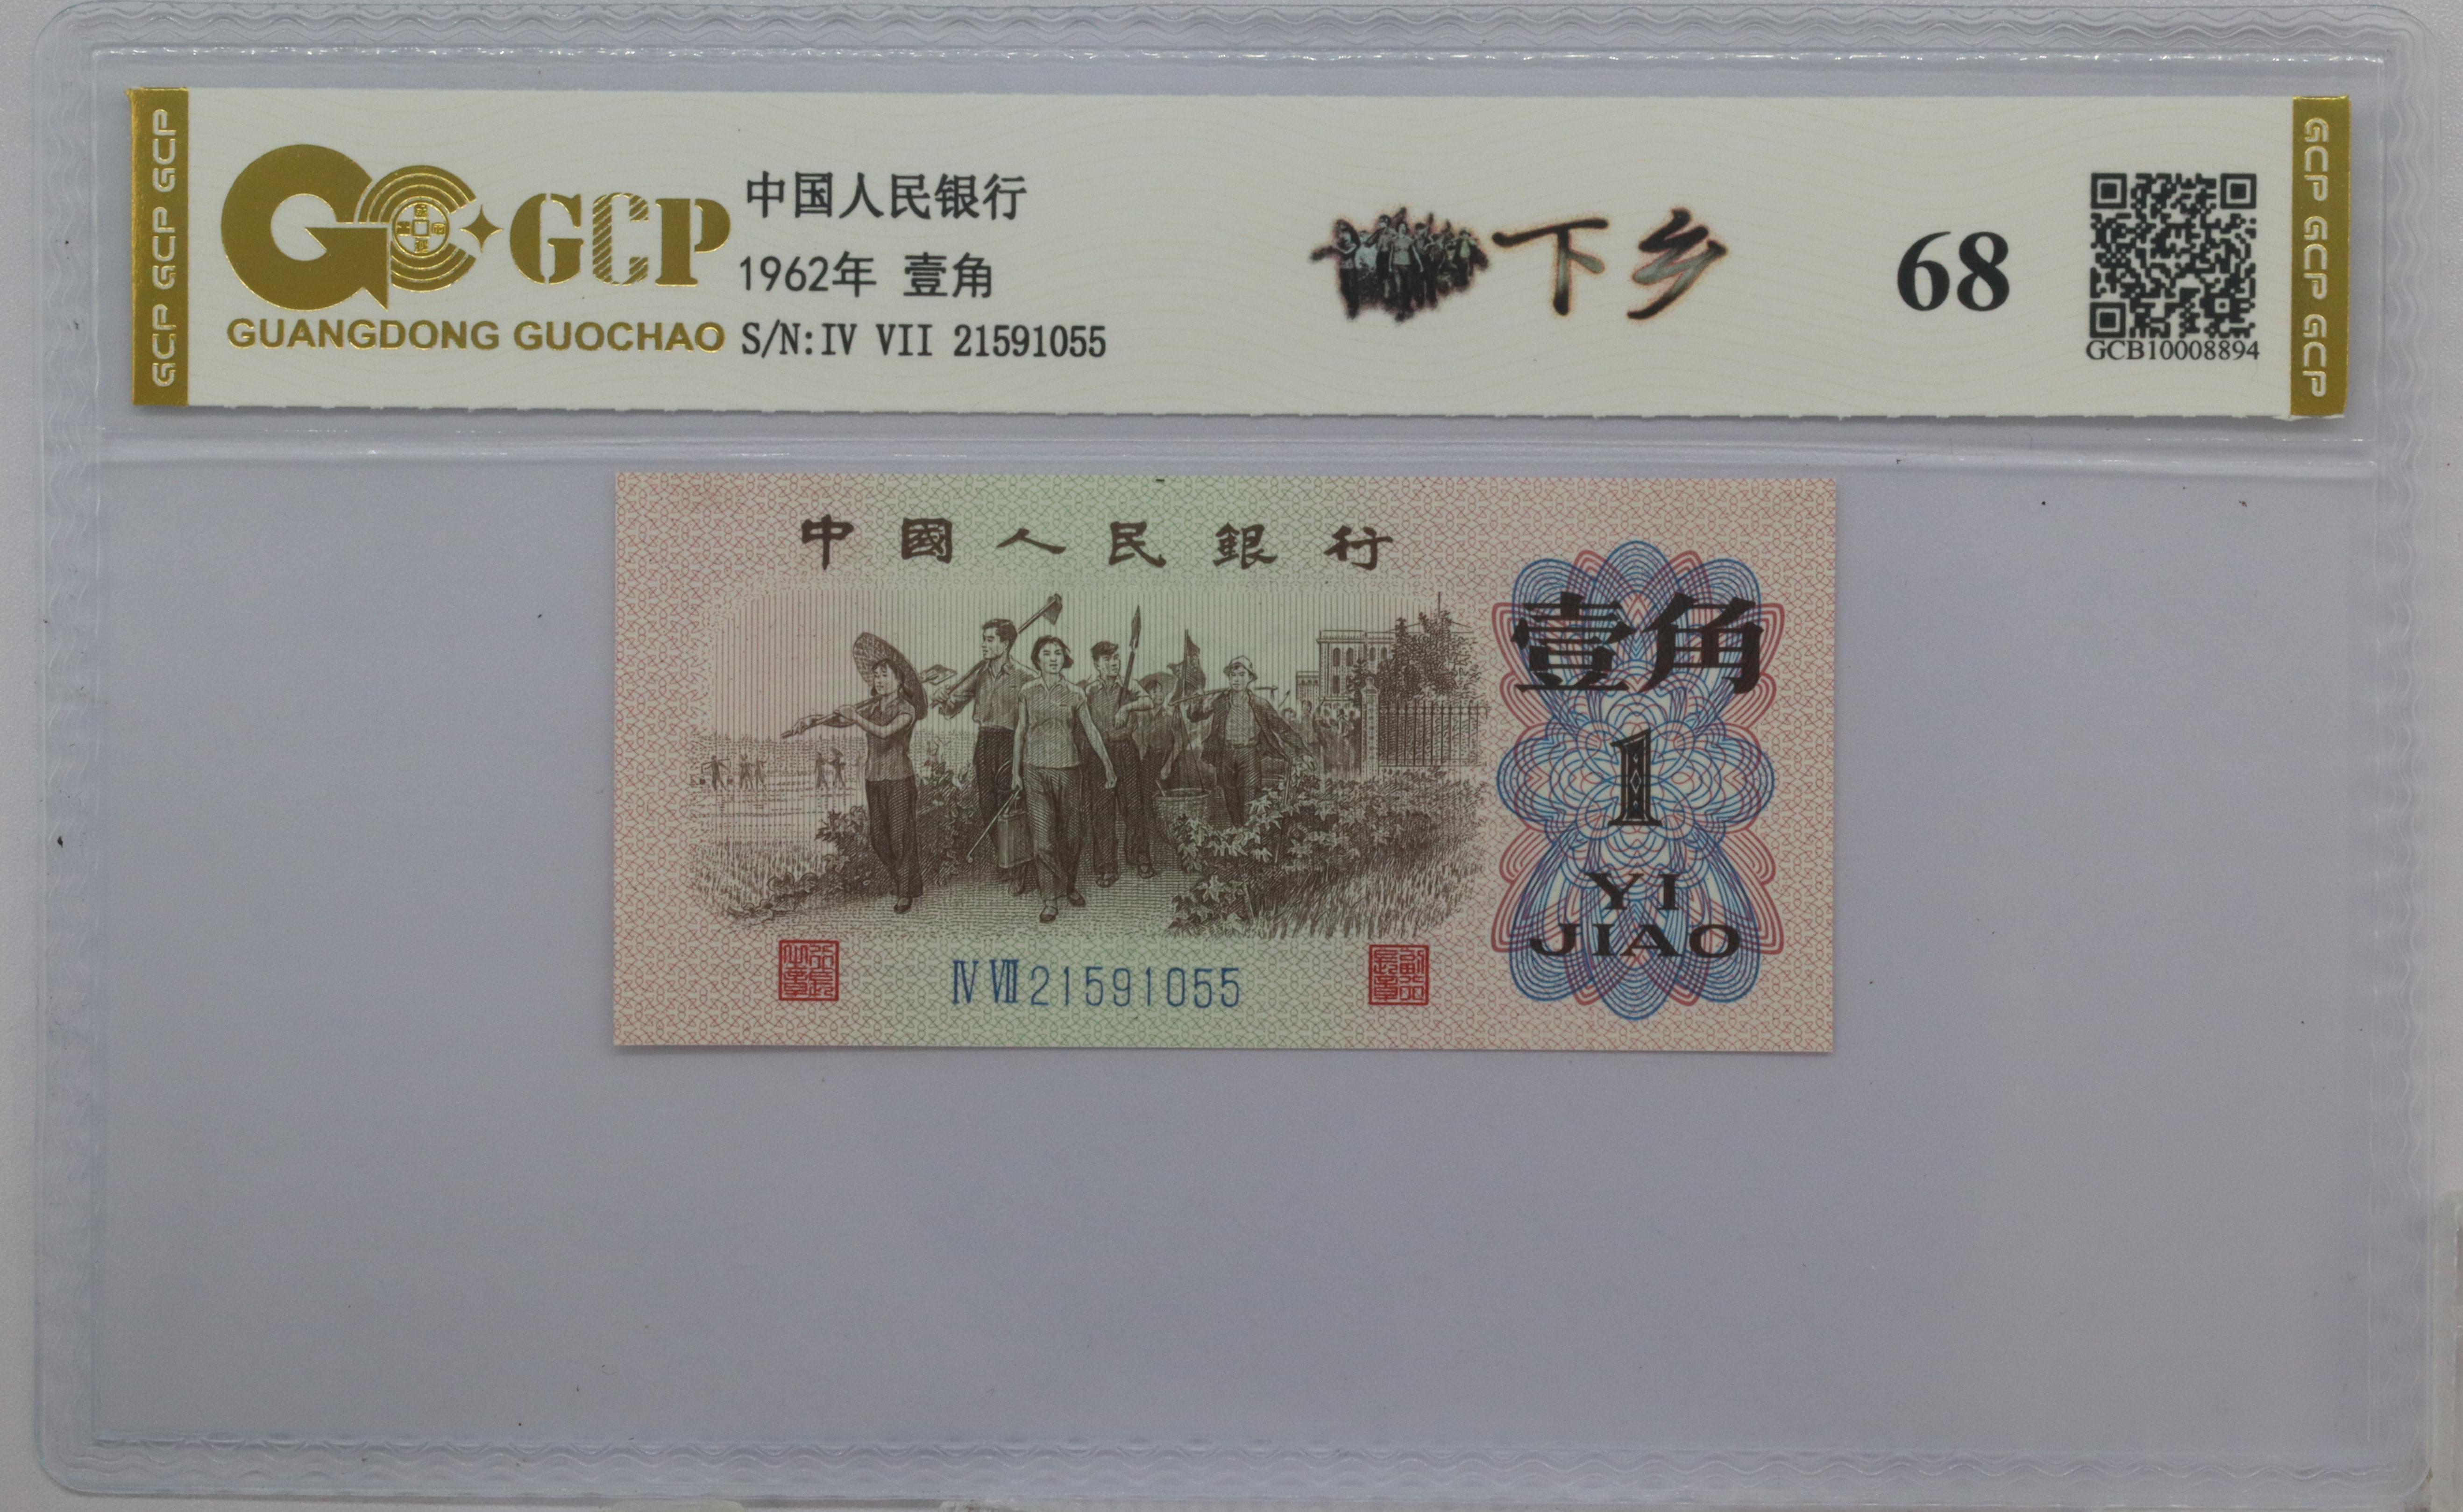 GCP GCP GCP
GCP
GUANGDONG GUOCHAO
中国人民银行
1962年 壹角
S/N:IV VII 21591055
下乡
68
GCB10008894
GCP GCP GCP
中國人民銀行
壹角
1
YI
JIAO
Ⅳ Ⅶ 21591055